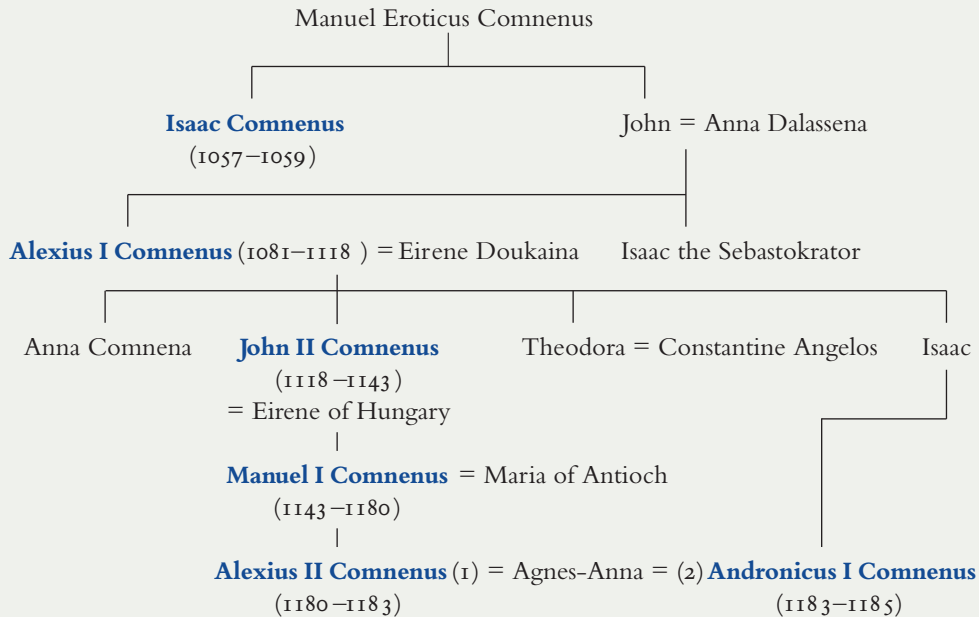 Manuel Eroticus Comnenus
Isaac Comnenus John = Anna Dalassena
(1057–1059)
Alexius I Comnenus (1081–1118 ) = Eirene Doukaina Isaac the Sebastokrator
Anna Comnena John II Comnenus Theodora = Constantine Angelos Isaac
(1118–1143)
= Eirene of Hungary
Manuel I Comnenus = Maria of Antioch
(1143–1180)
Alexius II Comnenus (1) = Agnes-Anna = (2) Andronicus I Comnenus
(1180–1183) (1183–1185)